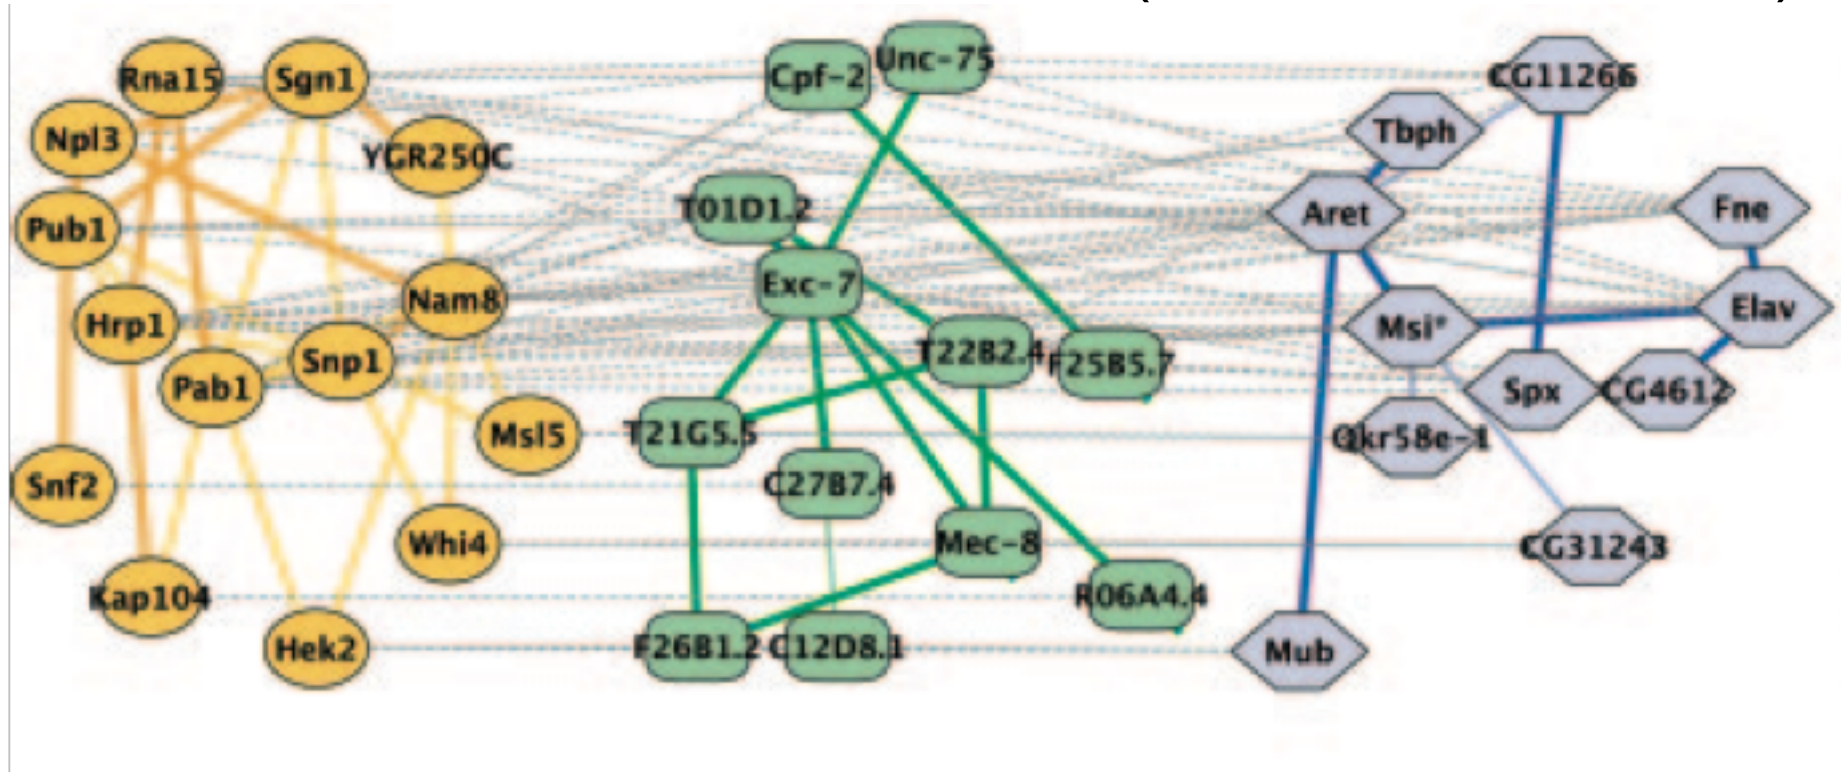 Rna15
Sgn1
Cpf-2
Unc-75
CG11266
Npl3
YGR250C
Tbph
Pub1
T01D1.2
Aret
Fne
Hrp1
Nam8
Exc-7
Msi*
Elav
Pab1
Snp1
T22B2.4
F25B5.7
Spx
CG4612
Msl5
T21G5.5
Qkr58e-1
Snf2
C27B7.4
Whi4
Mec-8
CG31243
Kap104
R06A4.4
Hek2
F26B1.2
C12D8.1
Mub